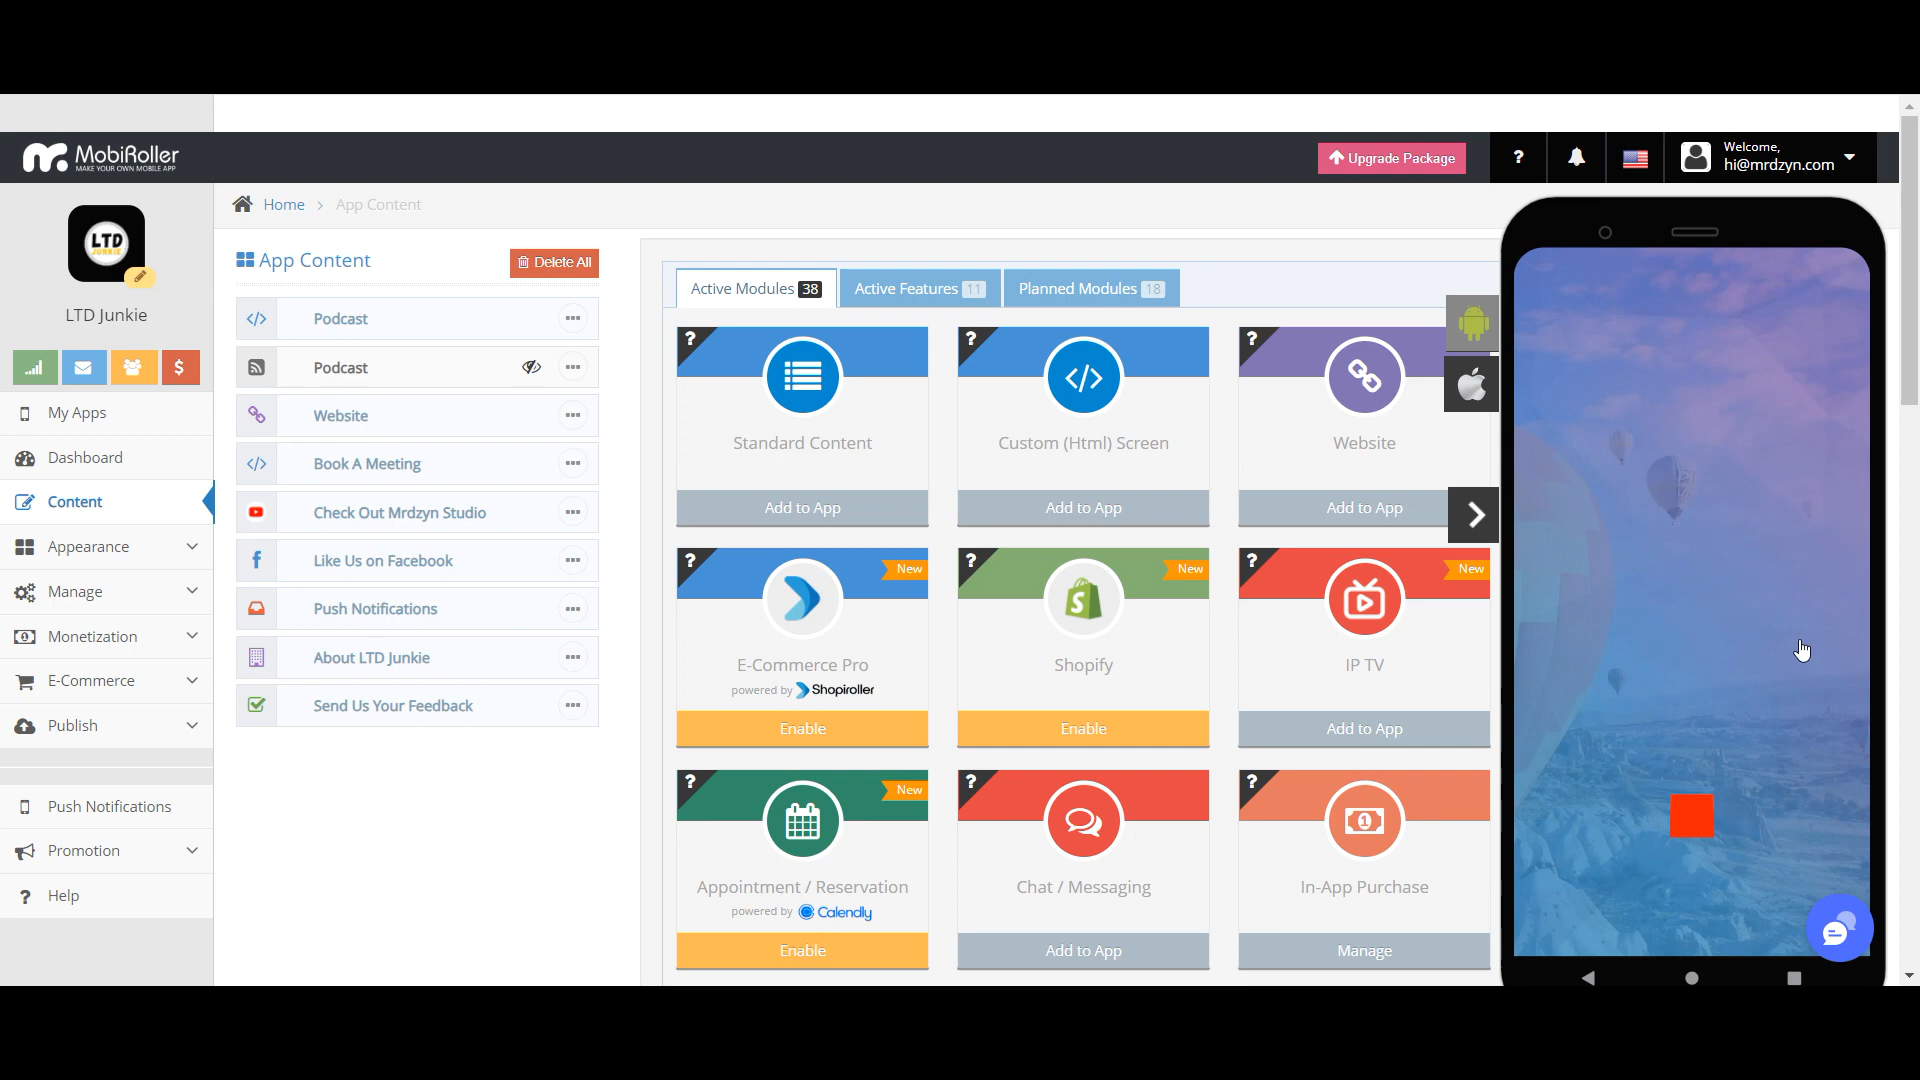 MobiRoller
MAKE YOUR OWN MOBILE APP
Upgrade Package
?
Welcome,
hi@mrdzyn.com
LTD
JUNKIE
LTD Junkie
$
My Apps
Dashboard
Content
Appearance
Manage
Monetization
E-Commerce
Publish
Push Notifications
Promotion
? Help
Home > App Content
App Content
Delete All
</> Podcast
Podcast
Website
</> Book A Meeting
Check Out Mrdzyn Studio
f Like Us on Facebook
Push Notifications
About LTD Junkie
Send Us Your Feedback
Active Modules 38
Active Features 11
Planned Modules 18
?
Standard Content
Add to App
?
</>
Custom (Html) Screen
Add to App
?
Website
Add to App
?
New
E-Commerce Pro
powered by Shopiroller
Enable
?
New
S
Shopify
Enable
?
New
IP TV
Add to App
?
New
Appointment / Reservation
powered by Calendly
Enable
?
Chat / Messaging
Add to App
?
1
In-App Purchase
Manage